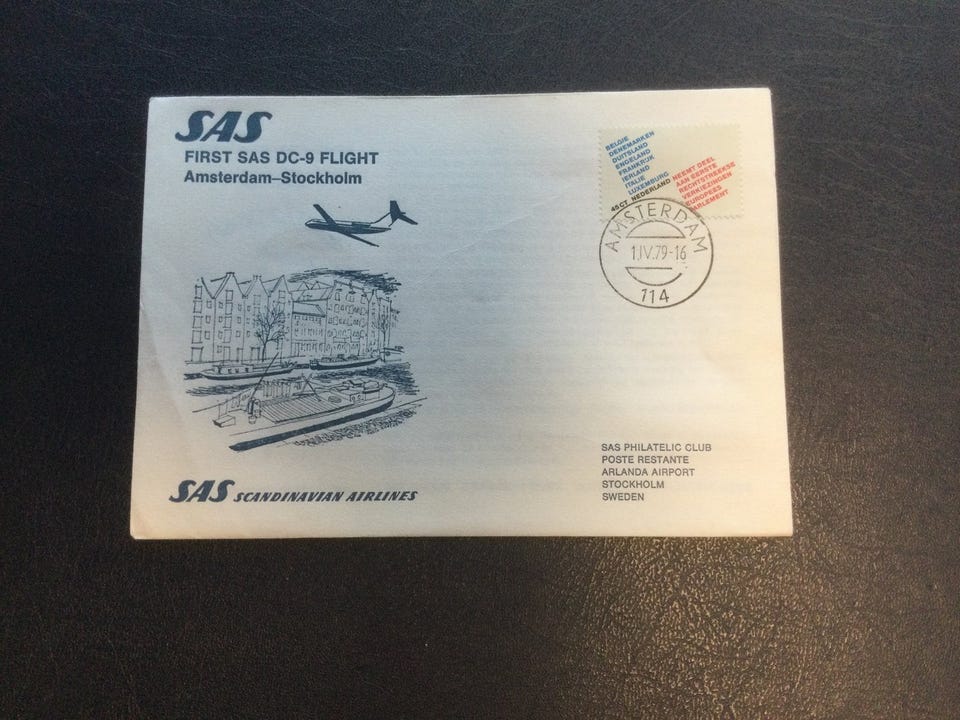 SAS
FIRST SAS DC-9 FLIGHT
Amsterdam–Stockholm
BELGIE
DENEMARKEN
DUITSLAND
ENGELAND
FRANKRIJK
IERLAND
ITALIE
LUXEMBURG
45CT NEDERLAND
NEEMT DEEL
AAN EERSTE
RECHTSTREEKSE
VERKIEZINGEN
EUROPEES
PARLEMENT
AMSTERDAM
1.IV.79-16
114
SAS PHILATELIC CLUB
POSTE RESTANTE
ARLANDA AIRPORT
STOCKHOLM
SWEDEN
SAS SCANDINAVIAN AIRLINES